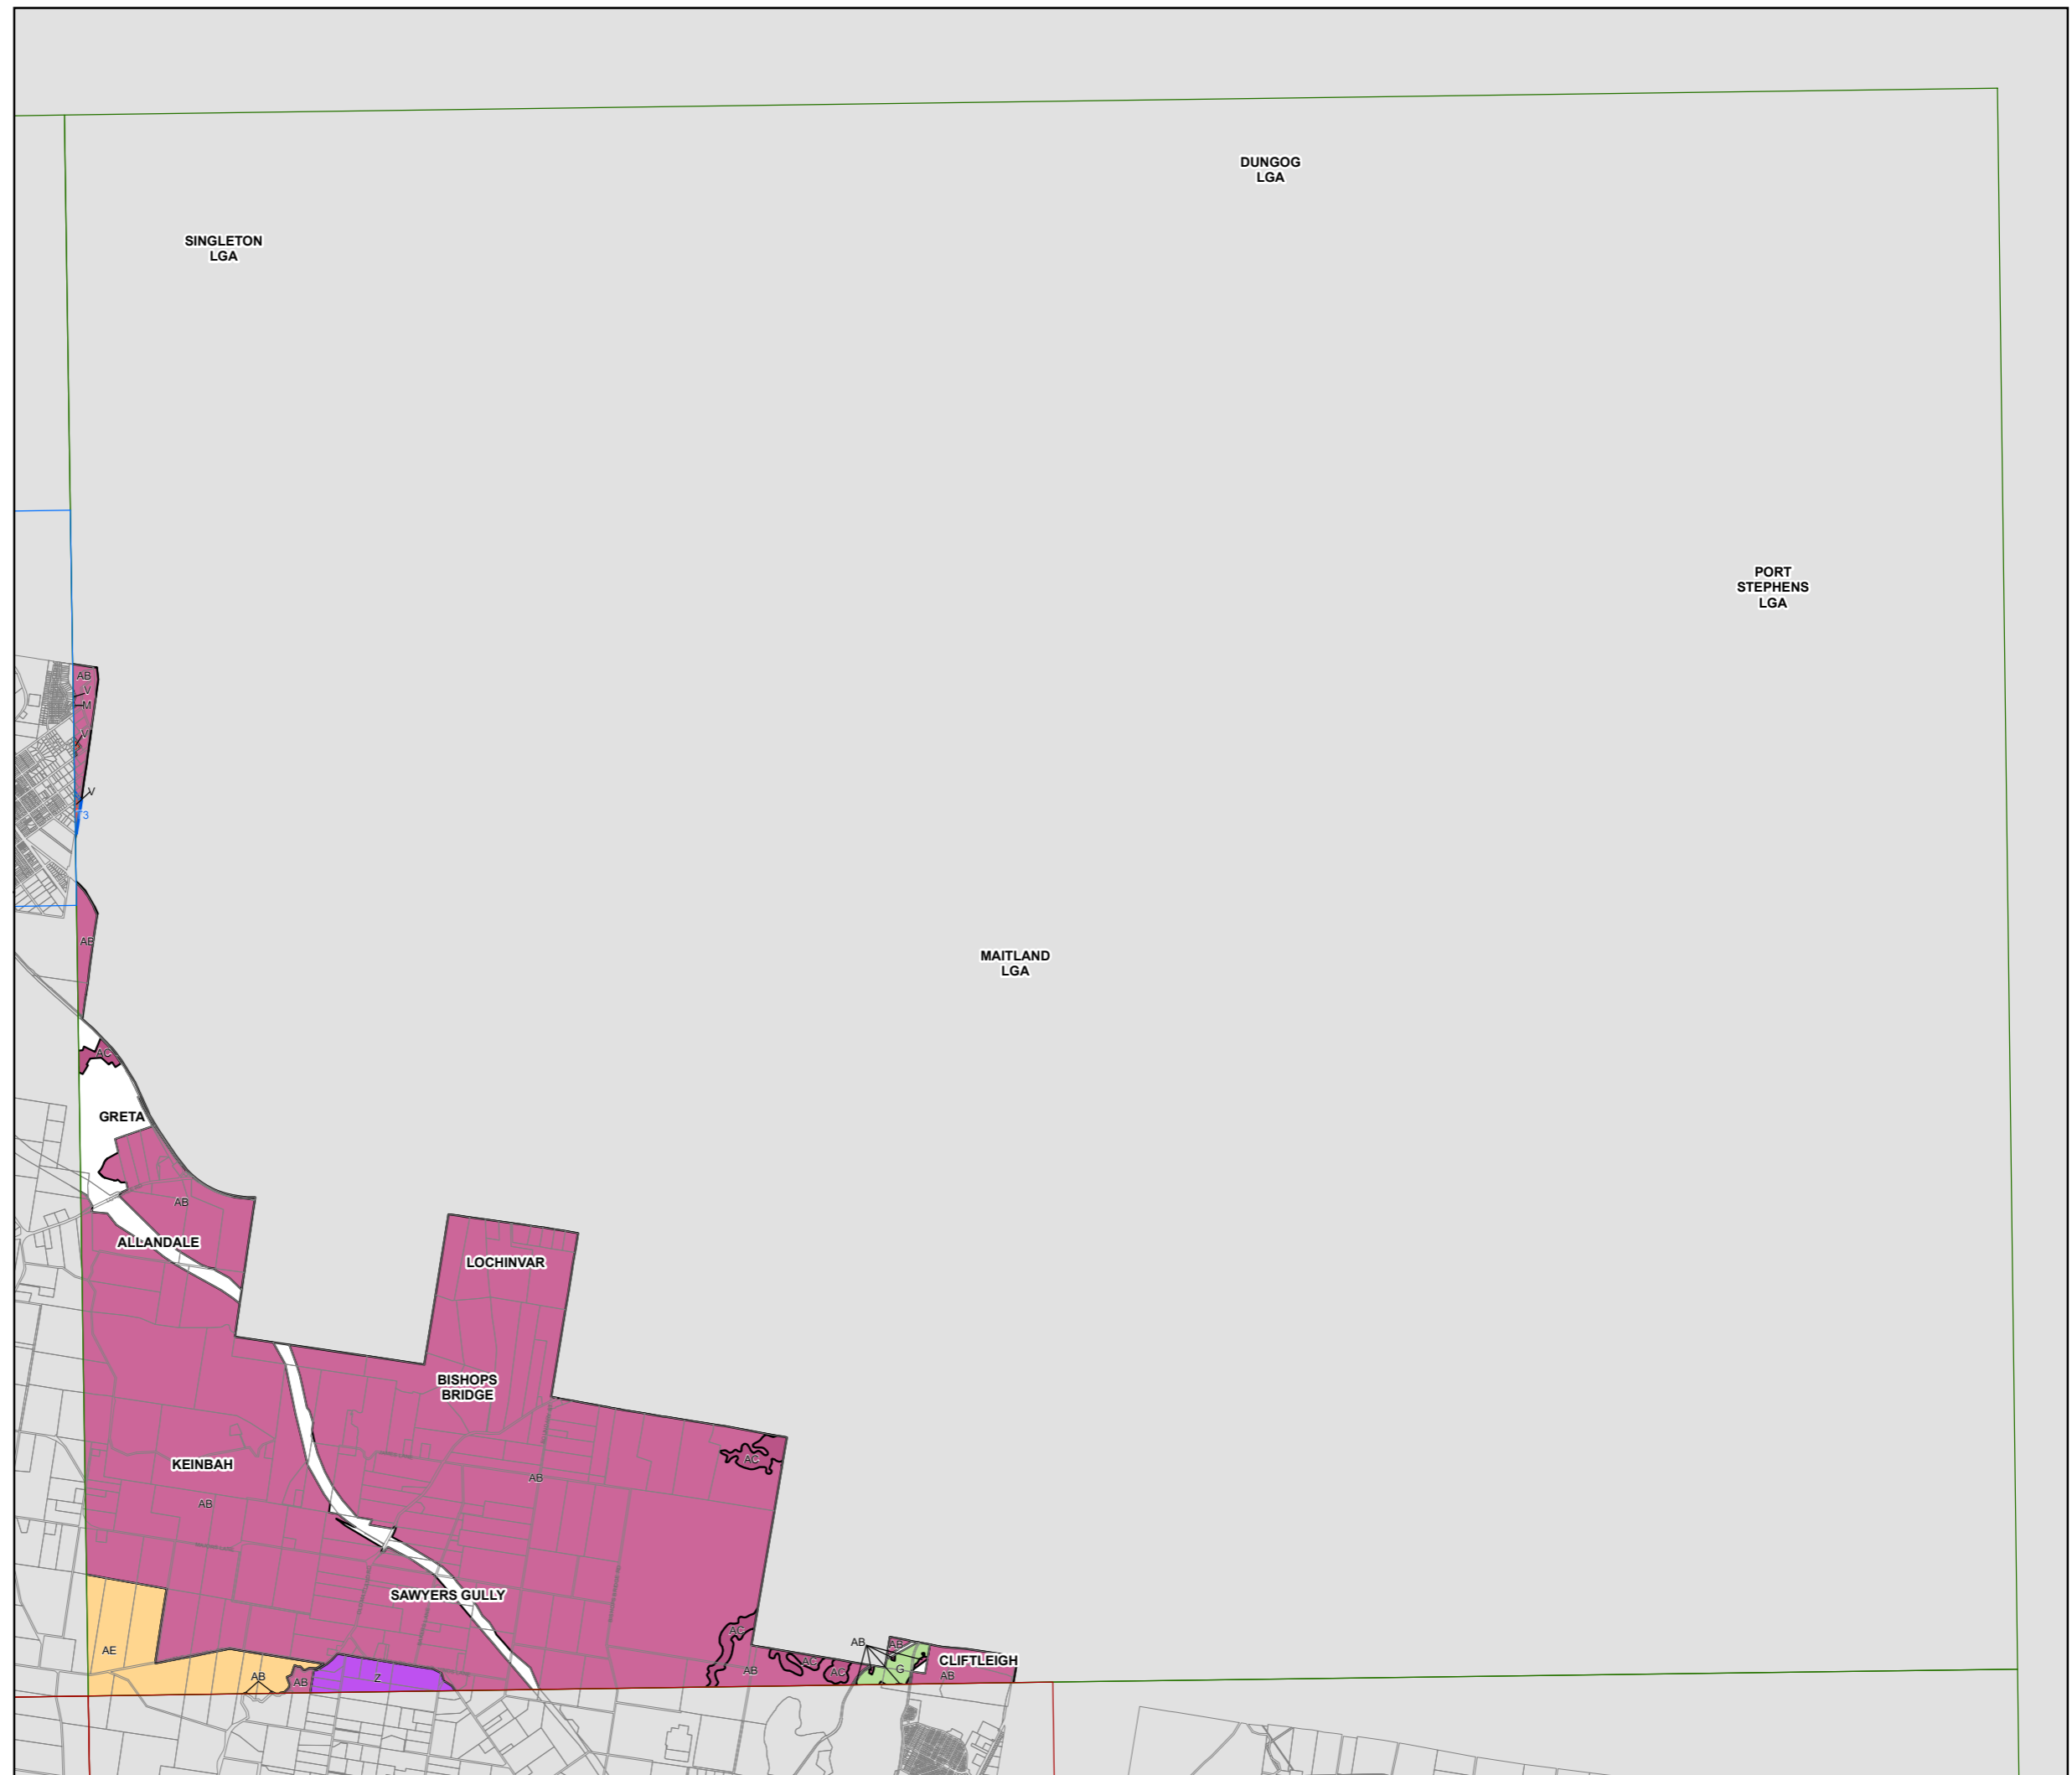 DUNGOG
LGA
SINGLETON
LGA
PORT
STEPHENS
LGA
AB
V
M
V
V
AB
MAITLAND
LGA
AC
GRETA
AB
ALLANDALE
LOCHINVAR
BISHOPS
BRIDGE
AC
KEINBAH
AB
AB
SAWYERS GULLY
AC
AB
AB
AE
AB
AB
Z
AB
AC
AC
G
CLIFTLEIGH
AB